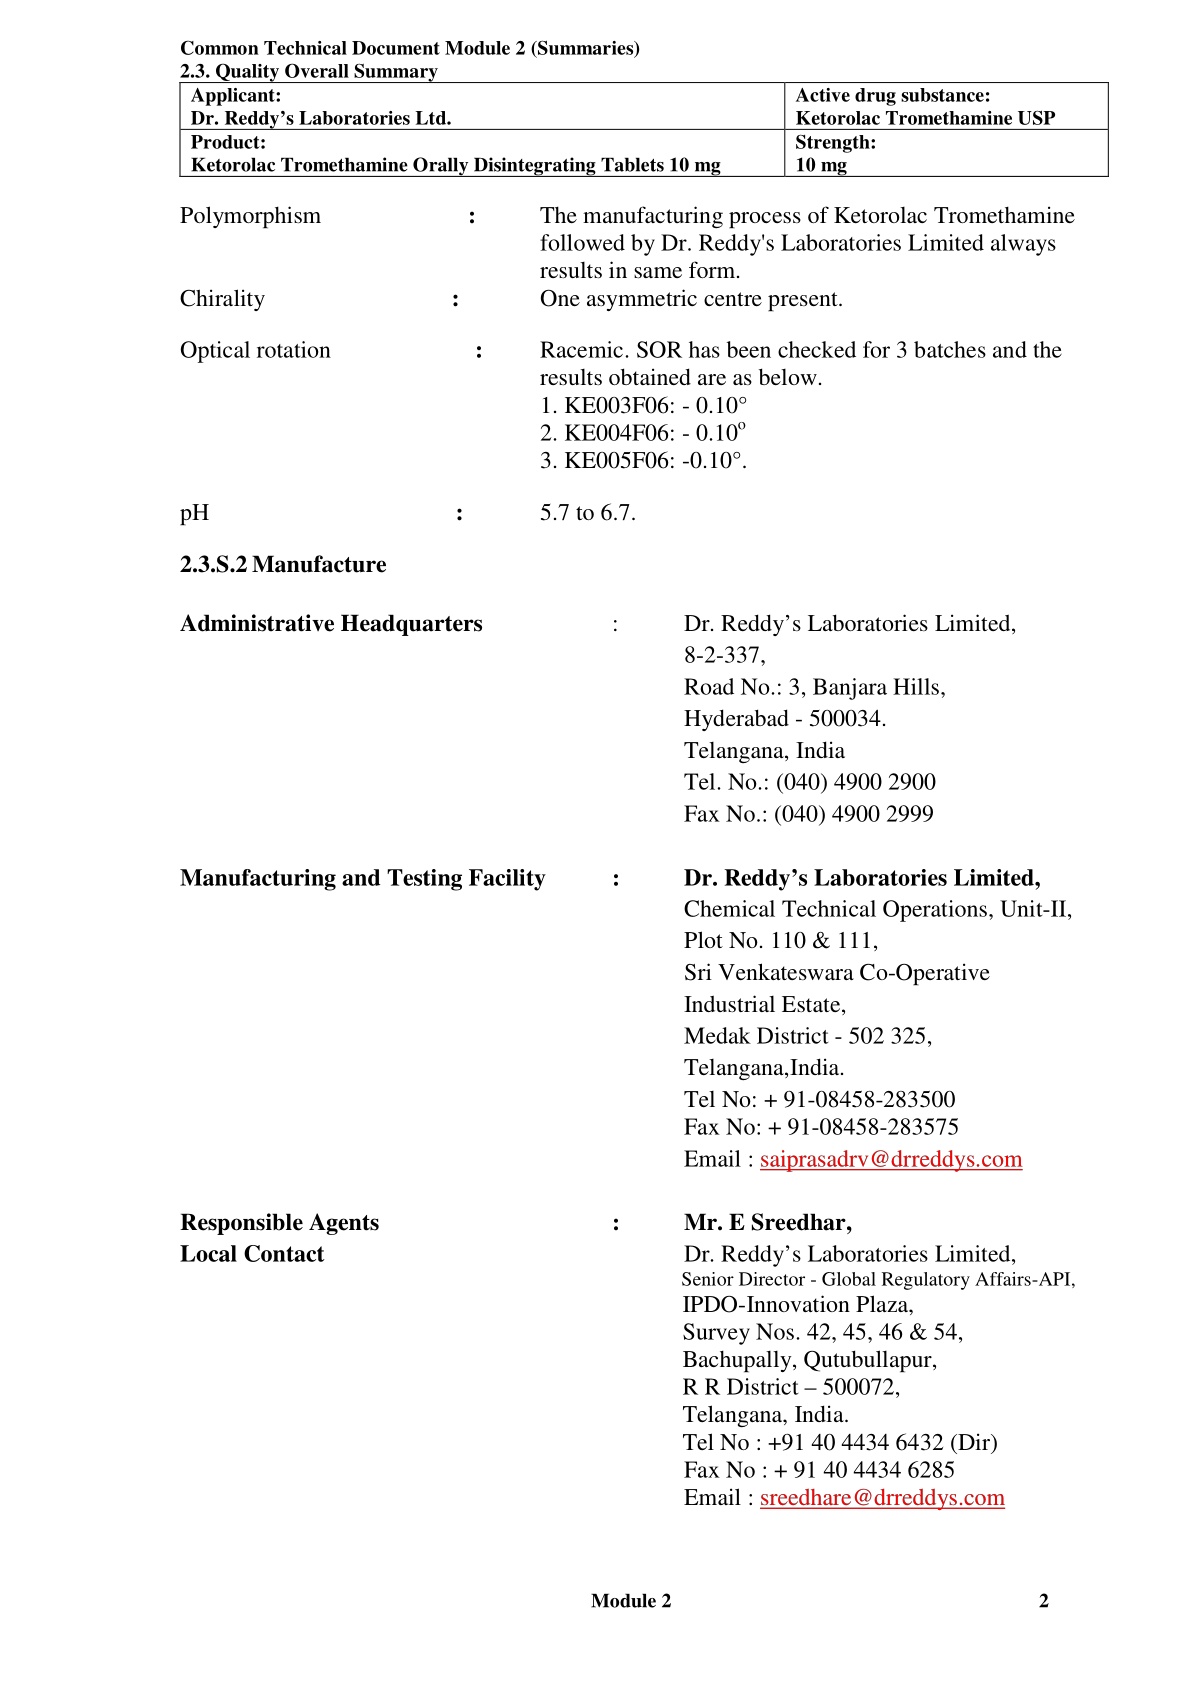 Common Technical Document Module 2 (Summaries)
2.3. Quality Overall Summary
Applicant: Active drug substance:
Dr. Reddy’s Laboratories Ltd. Ketorolac Tromethamine USP
Product: Strength:
Ketorolac Tromethamine Orally Disintegrating Tablets 10 mg 10 mg
Polymorphism : The manufacturing process of Ketorolac Tromethamine
followed by Dr. Reddy's Laboratories Limited always
results in same form.
Chirality : One asymmetric centre present.
Optical rotation : Racemic. SOR has been checked for 3 batches and the
results obtained are as below.
1. KE003F06: - 0.10°
2. KE004F06: - 0.10º
3. KE005F06: -0.10°.
pH : 5.7 to 6.7.
2.3.S.2 Manufacture
Administrative Headquarters : Dr. Reddy’s Laboratories Limited,
8-2-337,
Road No.: 3, Banjara Hills,
Hyderabad - 500034.
Telangana, India
Tel. No.: (040) 4900 2900
Fax No.: (040) 4900 2999
Manufacturing and Testing Facility : Dr. Reddy’s Laboratories Limited,
Chemical Technical Operations, Unit-II,
Plot No. 110 & 111,
Sri Venkateswara Co-Operative
Industrial Estate,
Medak District - 502 325,
Telangana,India.
Tel No: + 91-08458-283500
Fax No: + 91-08458-283575
Email : saiprasadrv@drreddys.com
Responsible Agents : Mr. E Sreedhar,
Local Contact Dr. Reddy’s Laboratories Limited,
Senior Director - Global Regulatory Affairs-API,
IPDO-Innovation Plaza,
Survey Nos. 42, 45, 46 & 54,
Bachupally, Qutubullapur,
R R District – 500072,
Telangana, India.
Tel No : +91 40 4434 6432 (Dir)
Fax No : + 91 40 4434 6285
Email : sreedhare@drreddys.com
Module 2 2